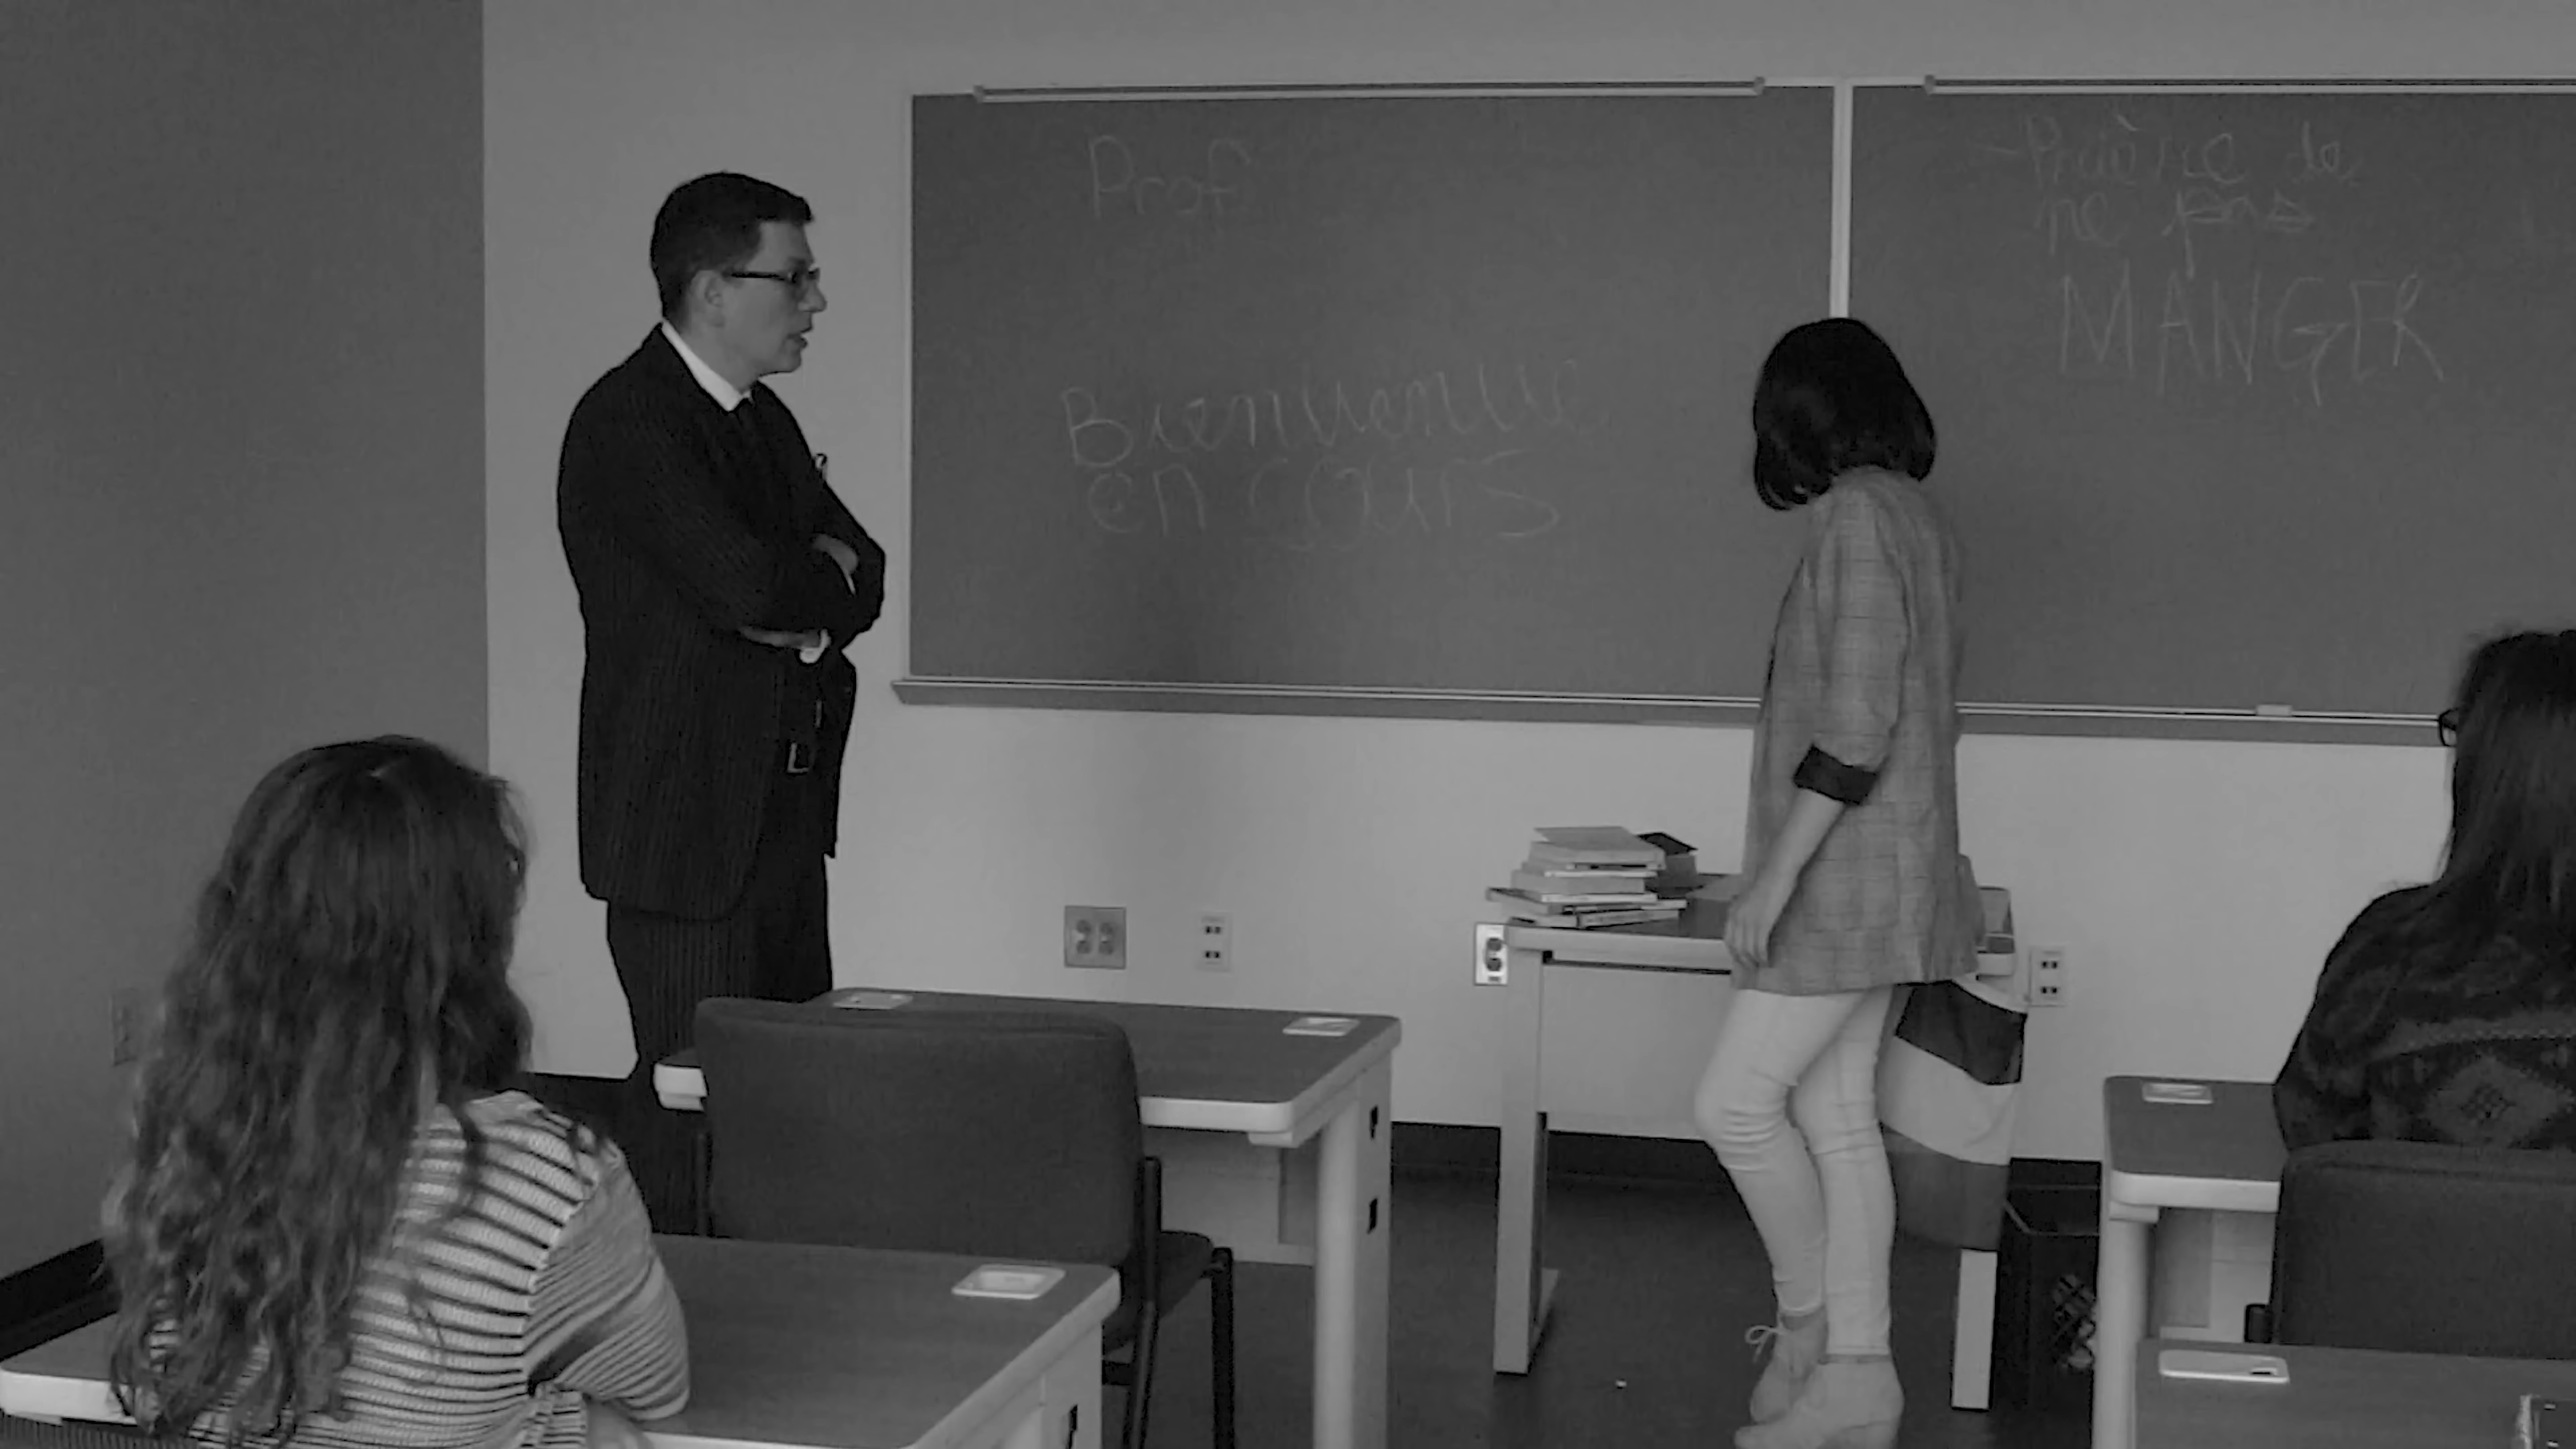 Prof.
Bienvenue
en cours
- Prière de
ne pas
MANGER